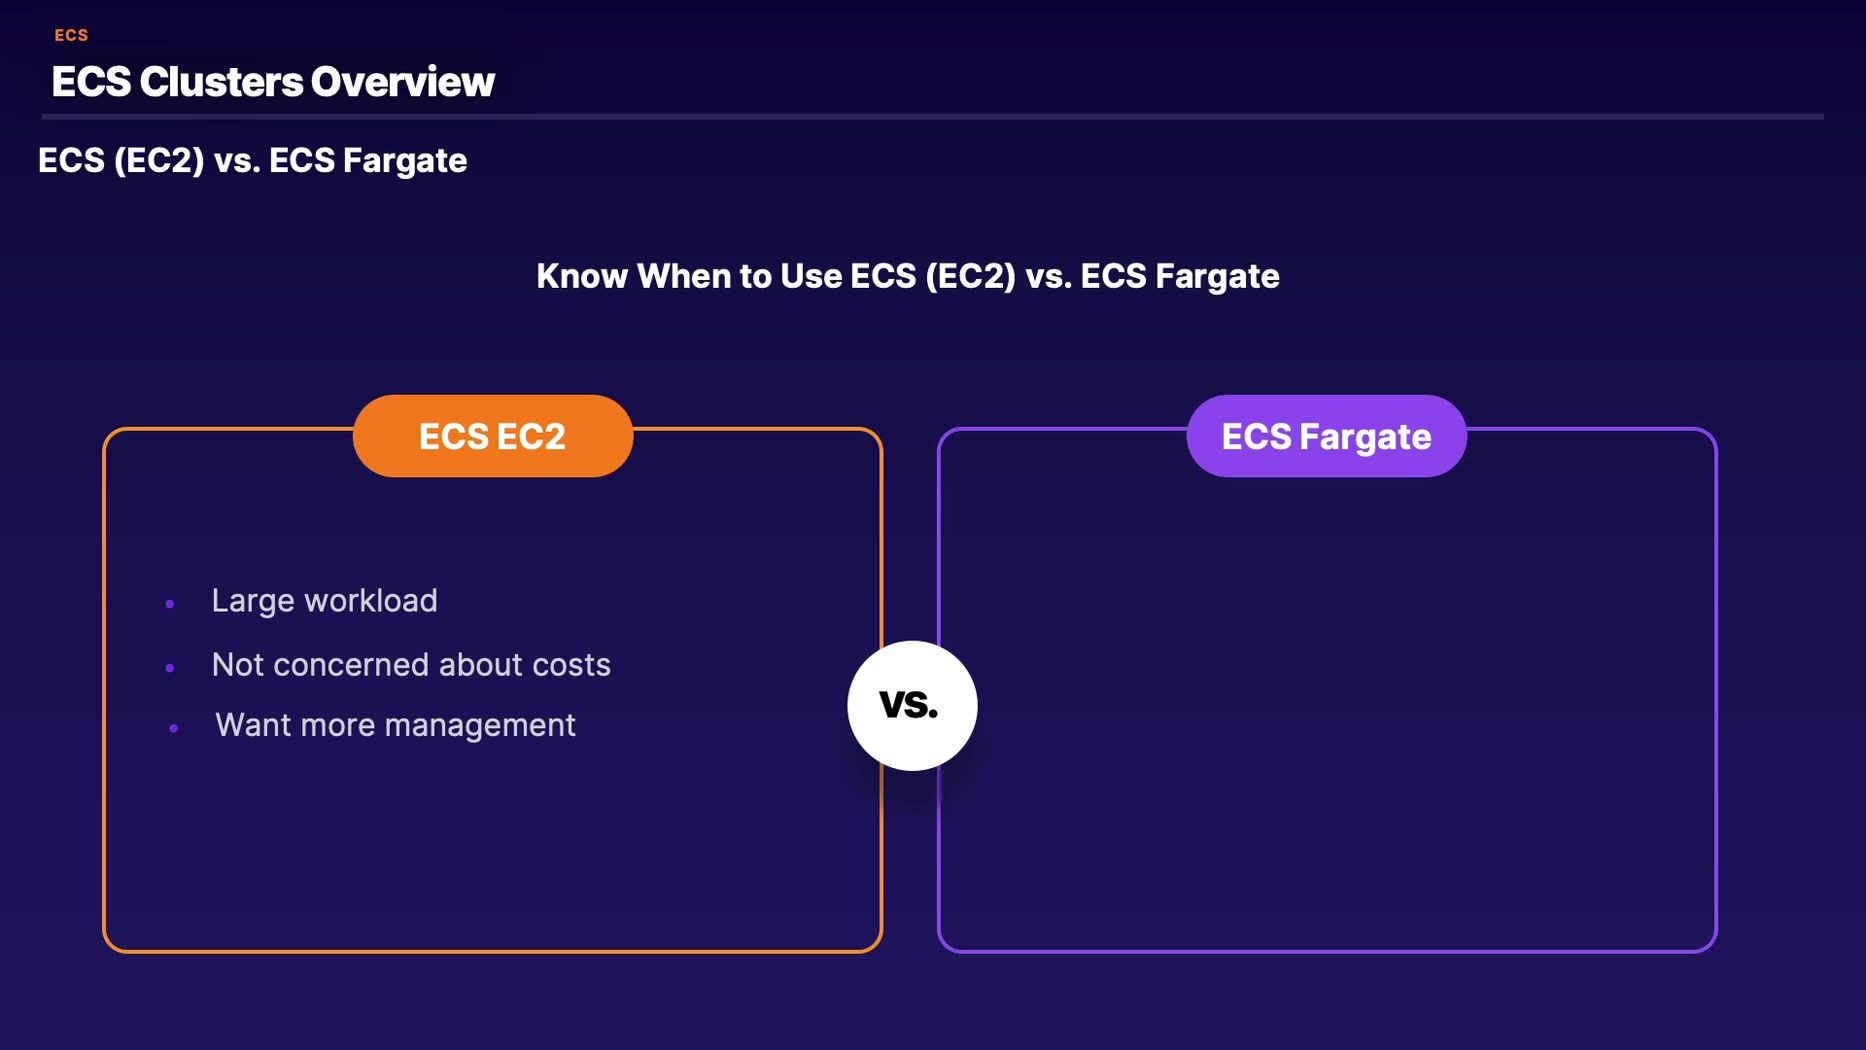 ECS
ECS Clusters Overview
ECS (EC2) vs. ECS Fargate
Know When to Use ECS (EC2) vs. ECS Fargate
ECS EC2
• Large workload
• Not concerned about costs
• Want more management
vs.
ECS Fargate